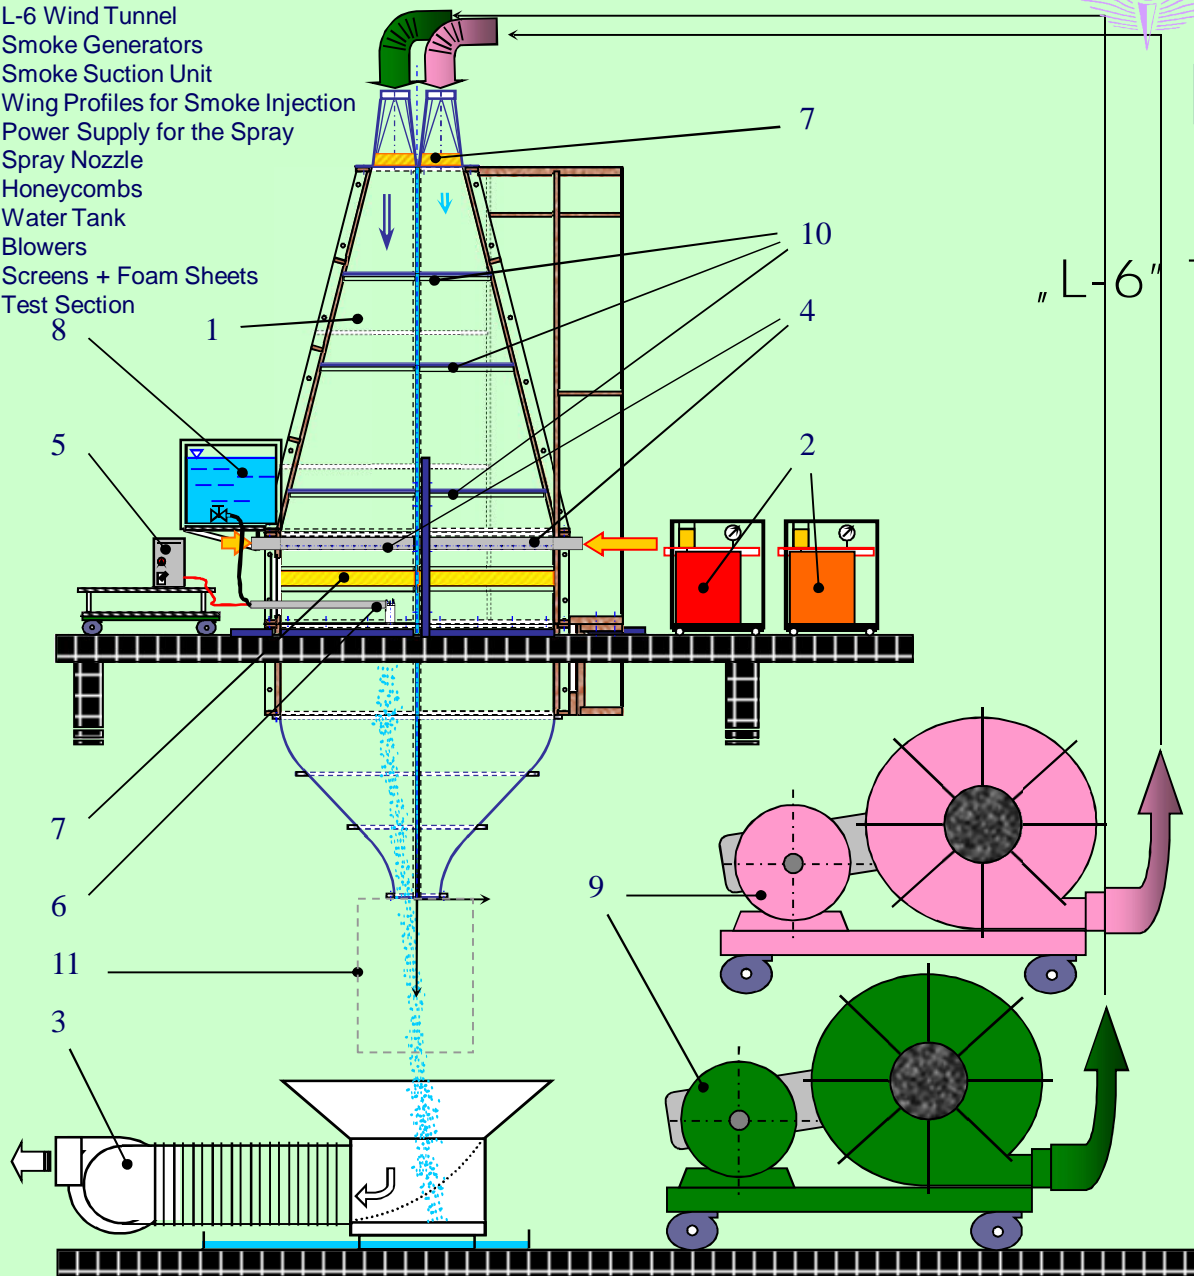 L-6 Wind Tunnel
Smoke Generators
Smoke Suction Unit
Wing Profiles for Smoke Injection
Power Supply for the Spray
Spray Nozzle
Honeycombs
Water Tank
Blowers
Screens + Foam Sheets
Test Section
7
10
„L-6” T
8
1
4
5
2
7
6
9
11
3